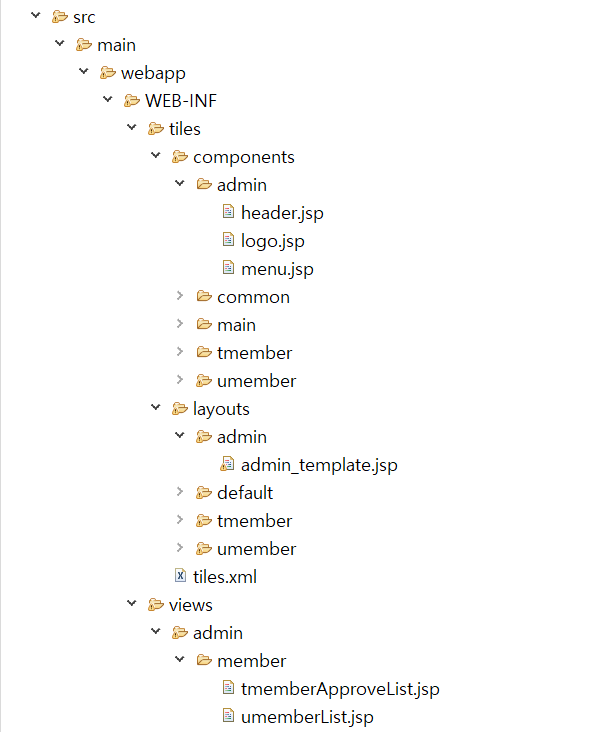 src
main
webapp
WEB-INF
tiles
components
admin
header.jsp
logo.jsp
menu.jsp
common
main
tmember
umember
layouts
admin
admin_template.jsp
default
tmember
umember
tiles.xml
views
admin
member
tmemberApproveList.jsp
umemberList.jsp